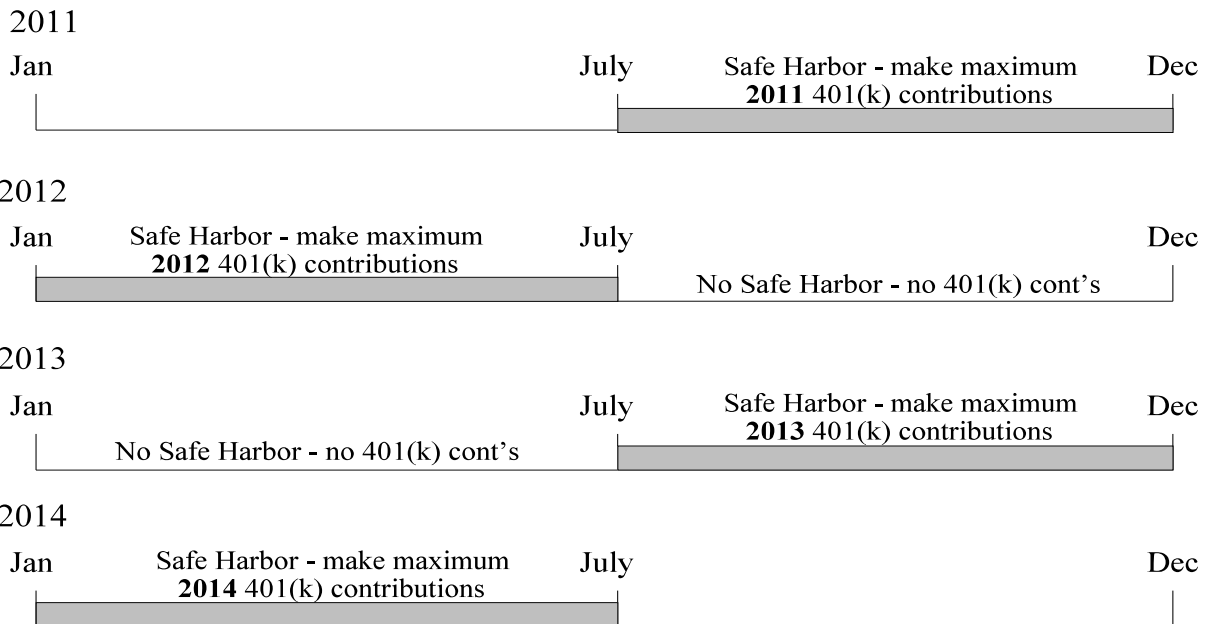 2011
Jan July Safe Harbor - make maximum Dec
2011 401(k) contributions
2012
Jan Safe Harbor - make maximum July Dec
2012 401(k) contributions
No Safe Harbor - no 401(k) cont's
2013
Jan July Safe Harbor - make maximum Dec
2013 401(k) contributions
No Safe Harbor - no 401(k) cont's
2014
Jan Safe Harbor - make maximum July Dec
2014 401(k) contributions